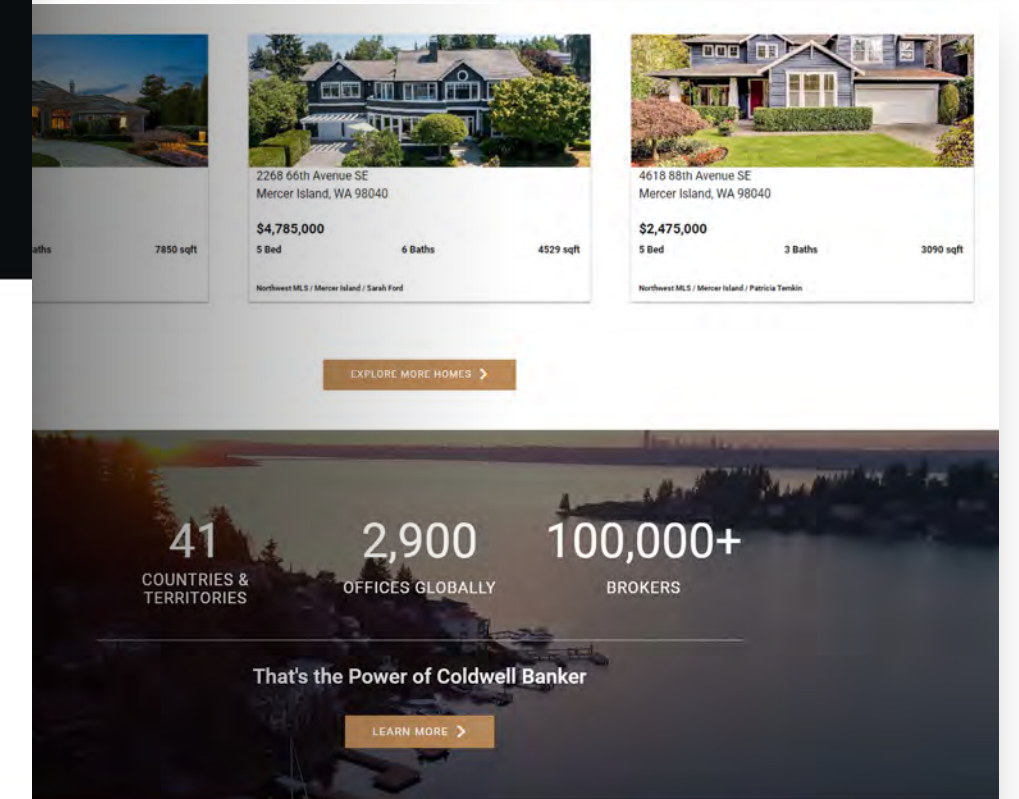 2268 66th Avenue SE
Mercer Island, WA 98040
$4,785,000
5 Bed 6 Baths 4529 sqft
Northwest MLS / Mercer Island / Sarah Ford
4618 88th Avenue SE
Mercer Island, WA 98040
$2,475,000
5 Bed 3 Baths 3090 sqft
Northwest MLS / Mercer Island / Patricia Temkin
7850 sqft
EXPLORE MORE HOMES
41
COUNTRIES &
TERRITORIES
2,900
OFFICES GLOBALLY
100,000+
BROKERS
That's the Power of Coldwell Banker
LEARN MORE